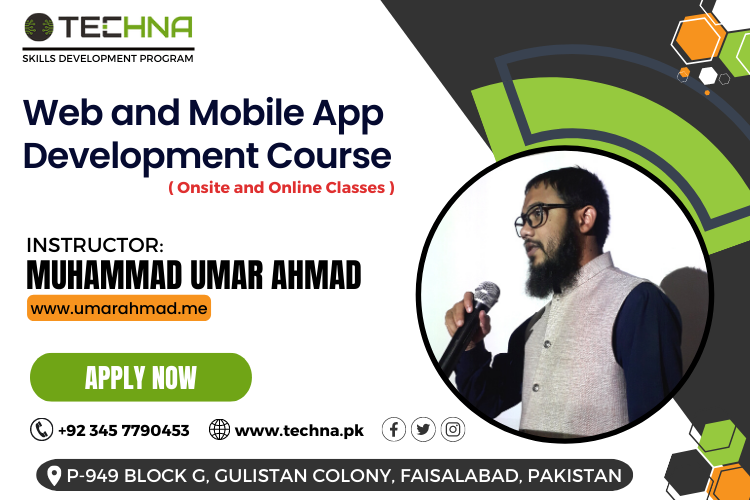 TECHNA
SKILLS DEVELOPMENT PROGRAM
Web and Mobile App
Development Course
( Onsite and Online Classes )
INSTRUCTOR:
MUHAMMAD UMAR AHMAD
www.umarahmad.me
APPLY NOW
+92 345 7790453 www.techna.pk
P-949 BLOCK G, GULISTAN COLONY, FAISALABAD, PAKISTAN